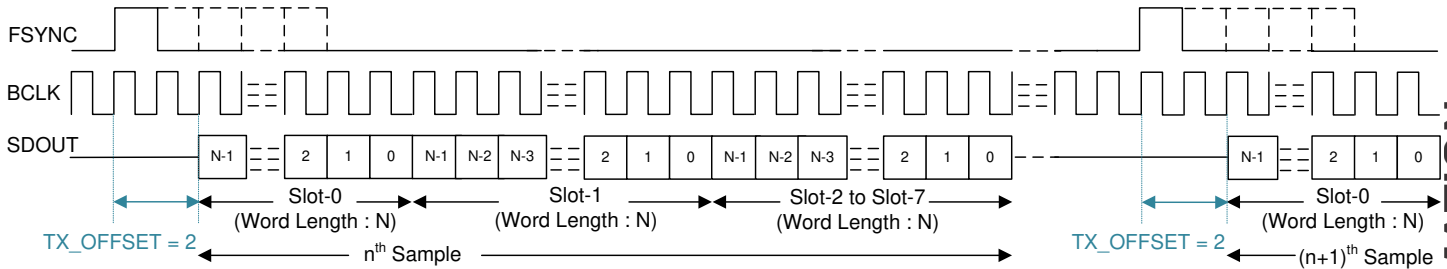 FSYNC
BCLK
SDOUT
N-1 2 1 0 N-1 N-2 N-3 2 1 0 N-1 N-2 N-3 2 1 0 N-1 2 1 0
Slot-0 Slot-1 Slot-2 to Slot-7 Slot-0
(Word Length : N) (Word Length : N) (Word Length : N) (Word Length : N)
TX_OFFSET = 2 TX_OFFSET = 2
nth Sample (n+1)th Sample